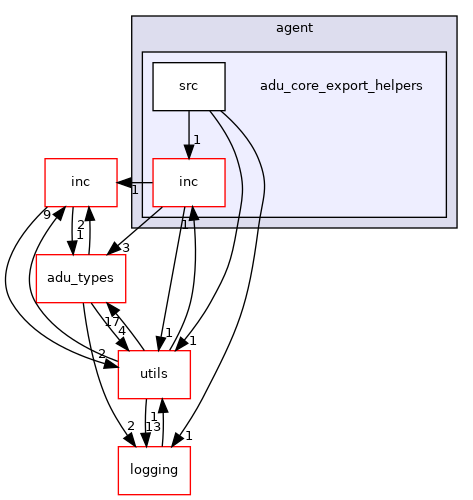 agent
src
adu_core_export_helpers
1
inc
inc
1
9
2
1
1
3
adu_types
17
4
1
1
2
utils
1
13
2
1
logging